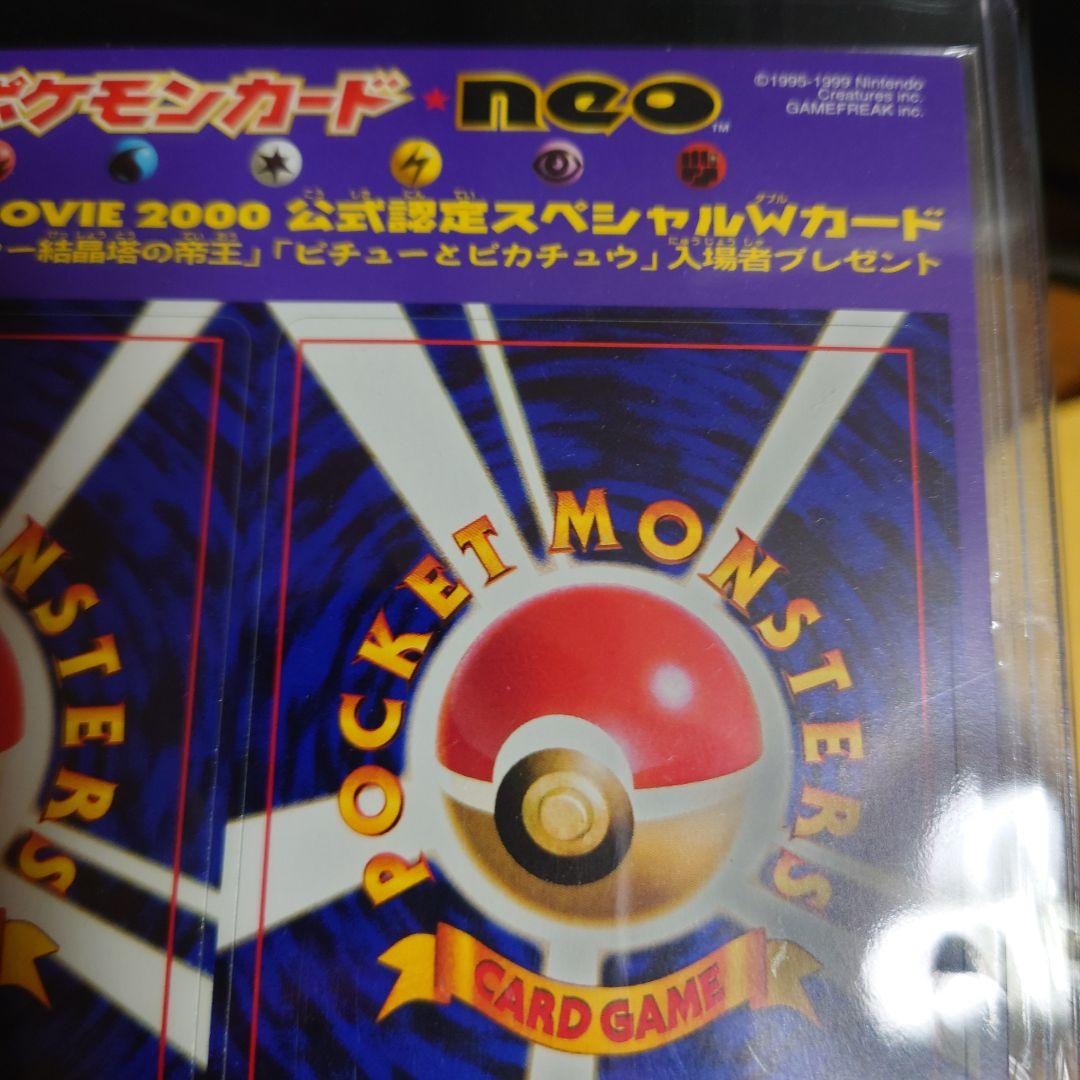 ポケモンカード★neo™
©1995-1999 Nintendo
Creatures inc.
GAMEFREAK inc.
OVIE 2000 公式認定スペシャルWカード
ー結晶塔の帝王」「ピチューとピカチュウ」入場者プレゼント
NSTERS
POCKET MONSTERS
CARD GAME